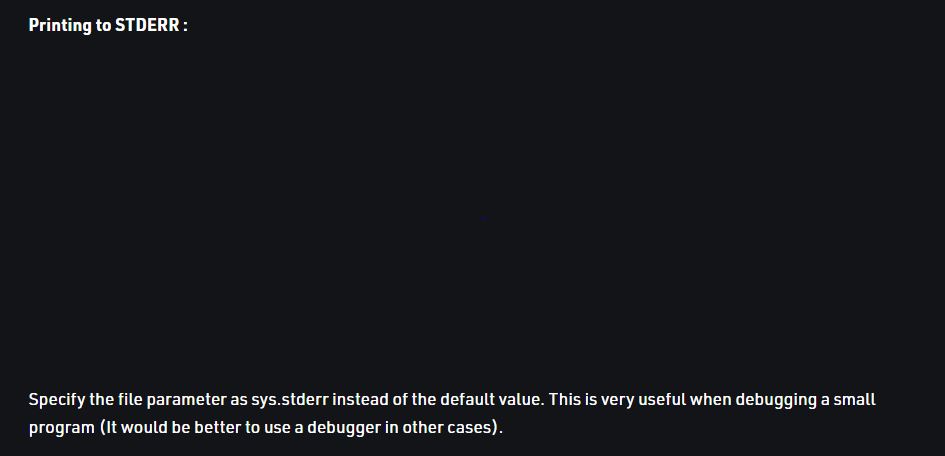 Printing to STDERR :
Specify the file parameter as sys.stderr instead of the default value. This is very useful when debugging a small
program (It would be better to use a debugger in other cases).